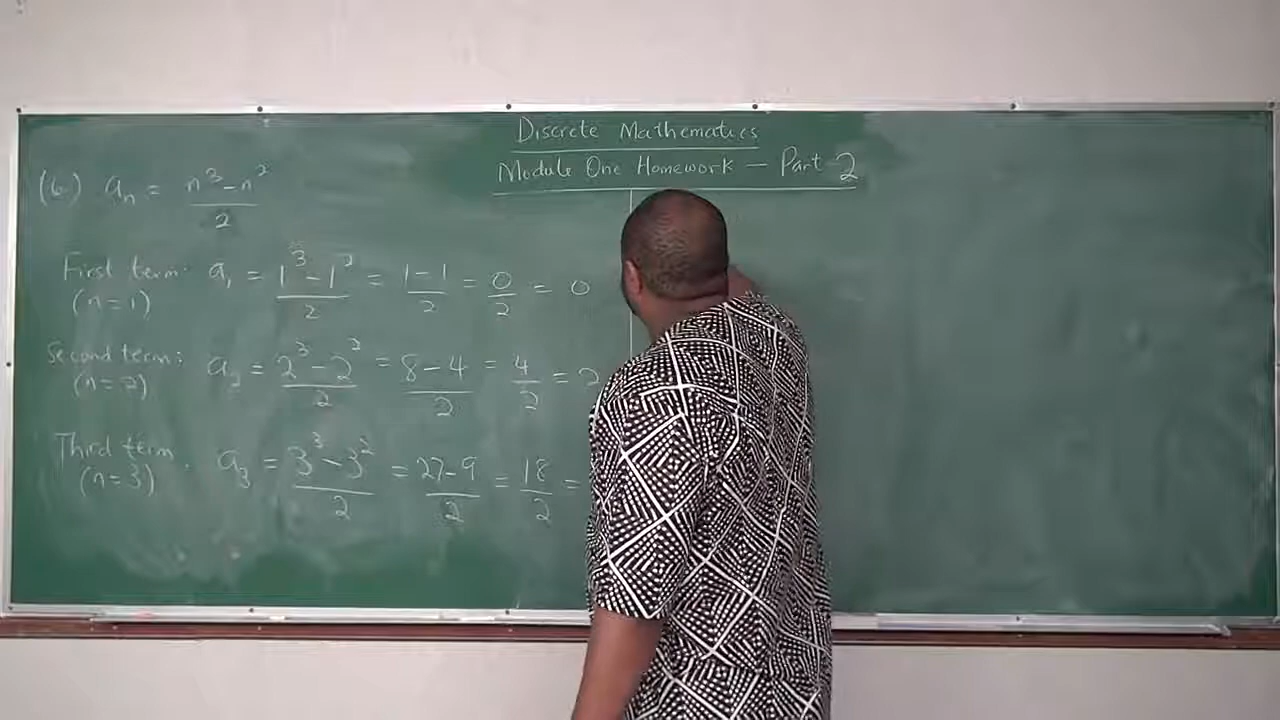 Discrete Mathematics
Module One Homework — Part 2
(6) aₙ = (n³ - n²)/2
First term: a₁ = (1³ - 1²)/2 = (1 - 1)/2 = 0/2 = 0
(n = 1)
Second term: a₂ = (2³ - 2²)/2 = (8 - 4)/2 = 4/2 = 2
(n = 2)
Third term: a₃ = (3³ - 3²)/2 = (27 - 9)/2 = 18/2 =
(n = 3)